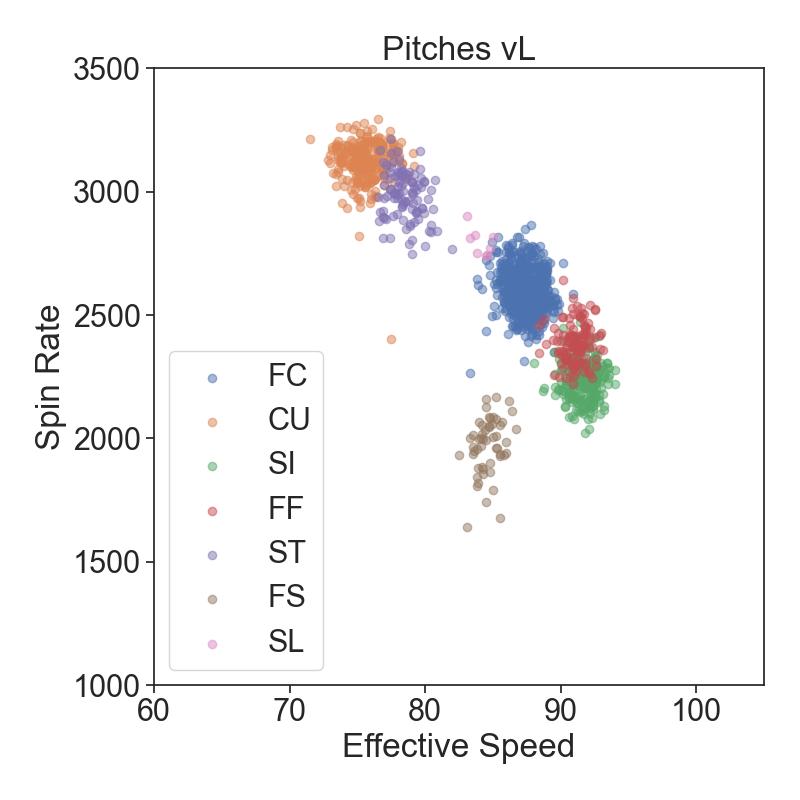 Pitches vL
3500
3000
2500
2000
1500
1000
Spin Rate
FC
CU
SI
FF
ST
FS
SL
60 70 80 90 100
Effective Speed